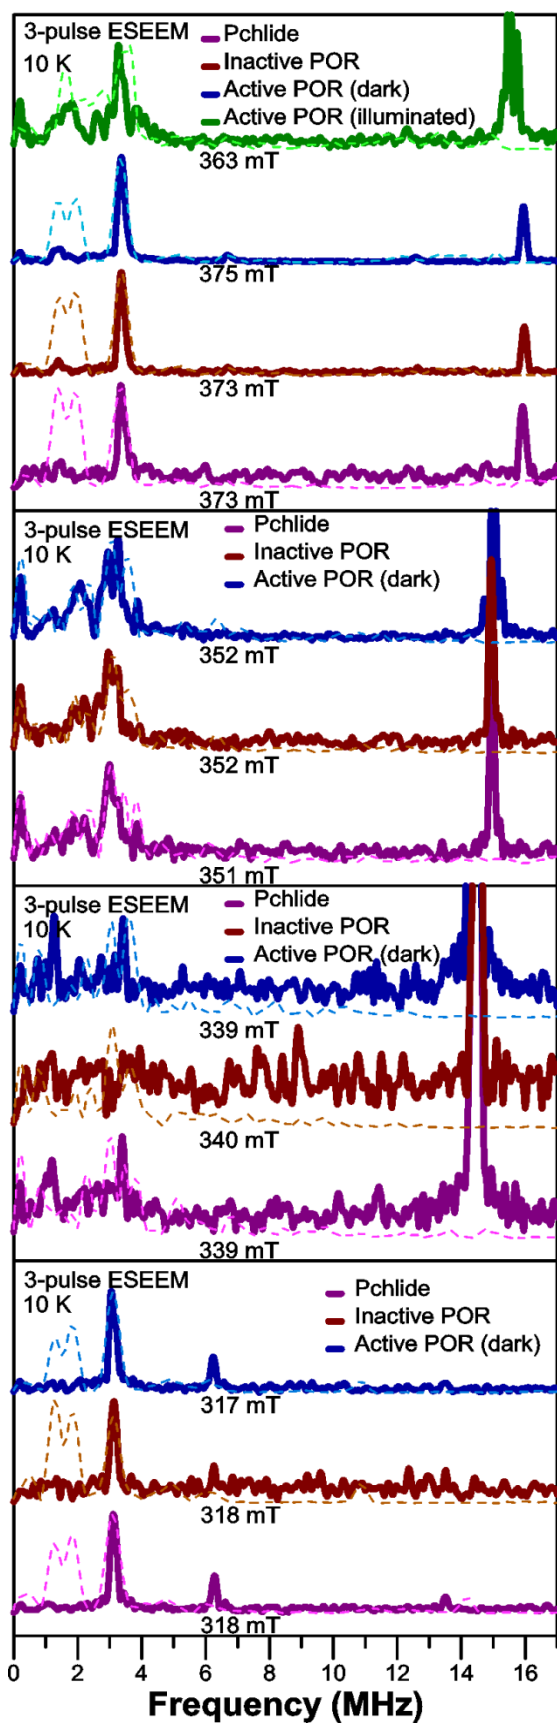 3-pulse ESEEM
10 K
Pchlide
Inactive POR
Active POR (dark)
Active POR (illuminated)
363 mT
375 mT
373 mT
373 mT
3-pulse ESEEM
10 K
Pchlide
Inactive POR
Active POR (dark)
352 mT
352 mT
351 mT
3-pulse ESEEM
10 K
Pchlide
Inactive POR
Active POR (dark)
339 mT
340 mT
339 mT
3-pulse ESEEM
10 K
Pchlide
Inactive POR
Active POR (dark)
317 mT
318 mT
318 mT
0 2 4 6 8 10 12 14 16
Frequency (MHz)